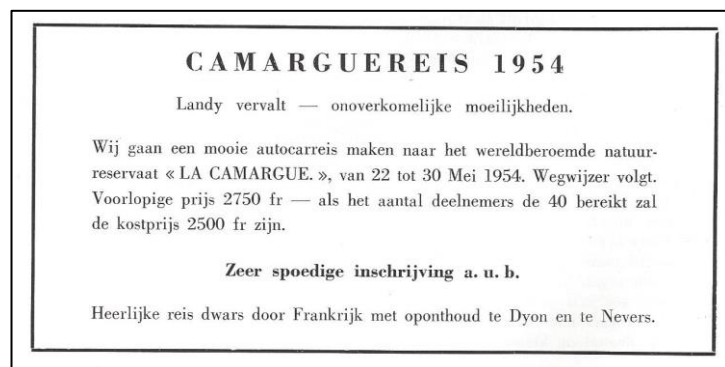 CAMARGUEREIS 1954
Landy vervalt — onoverkomelijke moeilijkheden.
Wij gaan een mooie autocarreis maken naar het wereldberoemde natuur-
reservaat « LA CAMARGUE. », van 22 tot 30 Mei 1954. Wegwijzer volgt.
Voorlopige prijs 2750 fr — als het aantal deelnemers de 40 bereikt zal
de kostprijs 2500 fr zijn.
Zeer spoedige inschrijving a. u. b.
Heerlijke reis dwars door Frankrijk met oponthoud te Dyon en te Nevers.